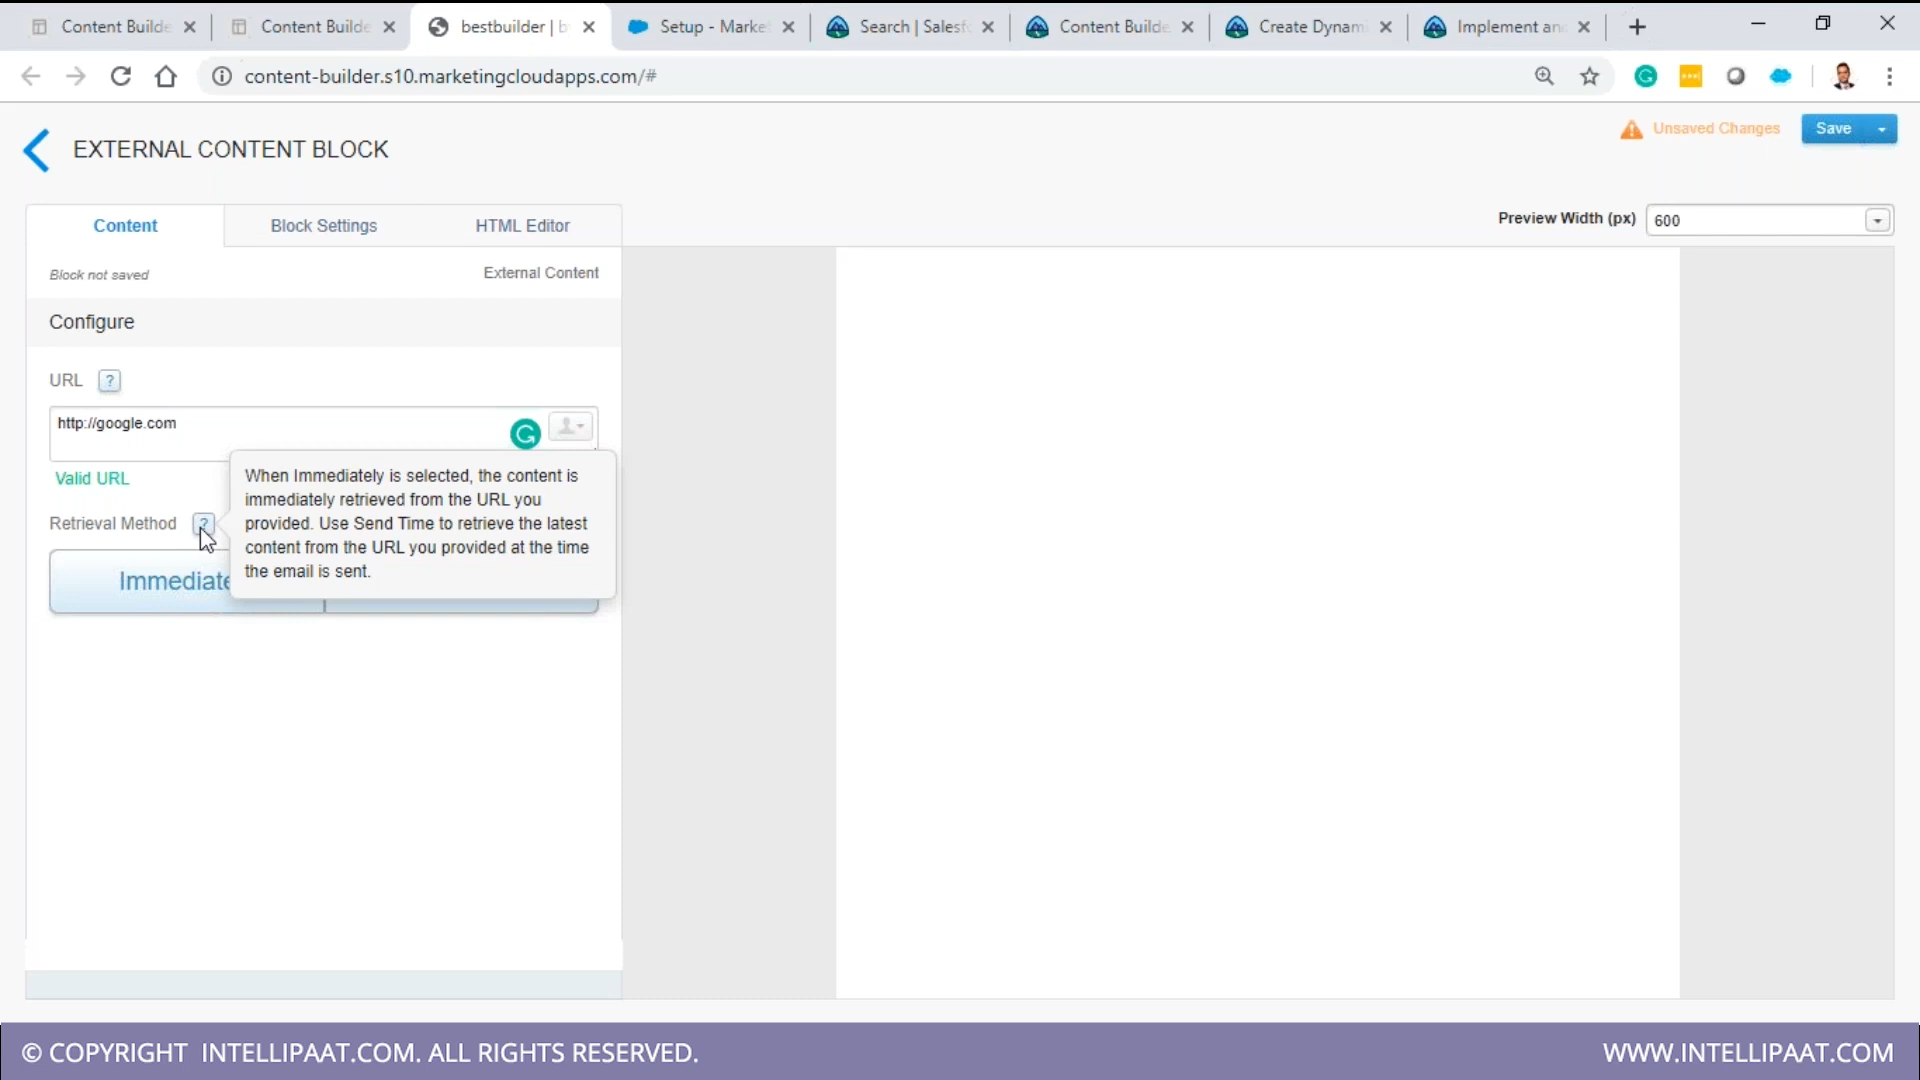 Content Builde
Content Builde
bestbuilder | b
Setup - Marke
Search | Salesf
Content Builde
Create Dynam
Implement an
content-builder.s10.marketingcloudapps.com/#
EXTERNAL CONTENT BLOCK
Unsaved Changes
Save
Content
Block Settings
HTML Editor
Preview Width (px)
600
Block not saved
External Content
Configure
URL ?
http://google.com
Valid URL
Retrieval Method ?
When Immediately is selected, the content is
immediately retrieved from the URL you
provided. Use Send Time to retrieve the latest
content from the URL you provided at the time
the email is sent.
Immediate
© COPYRIGHT INTELLIPAAT.COM. ALL RIGHTS RESERVED.
WWW.INTELLIPAAT.COM